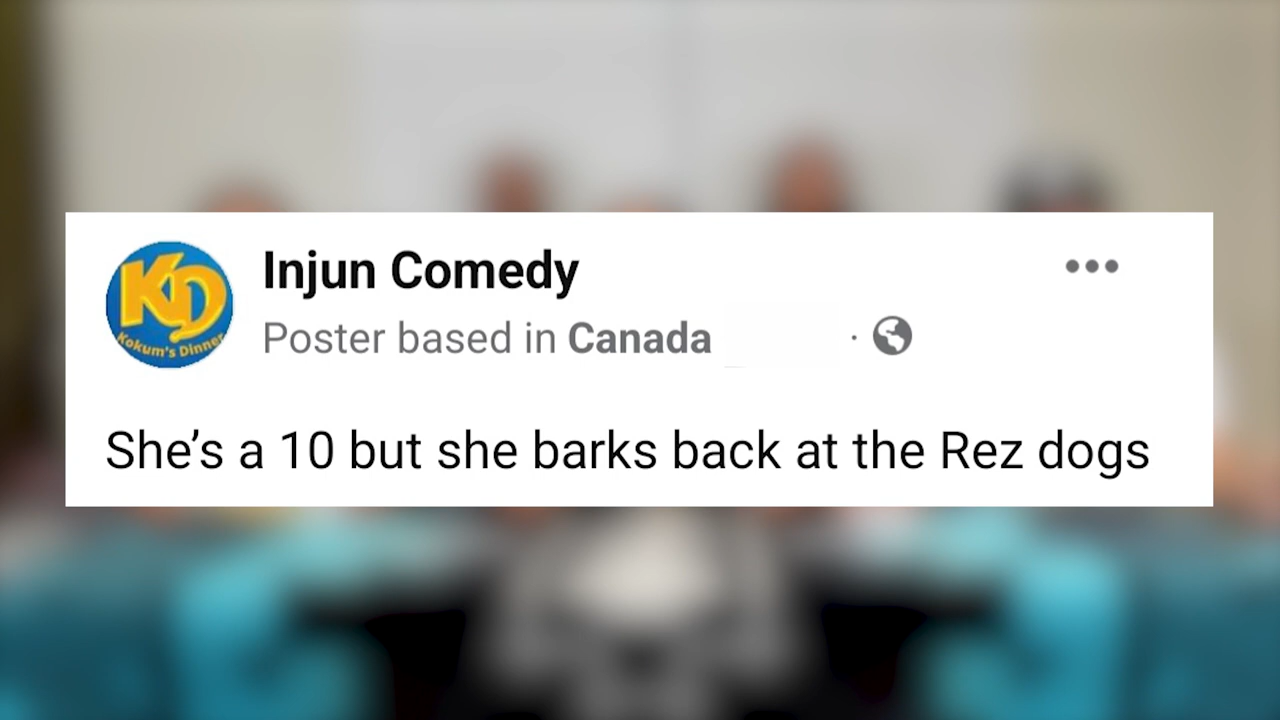 KD
Kokum's Dinner
Injun Comedy
Poster based in Canada
·
She’s a 10 but she barks back at the Rez dogs